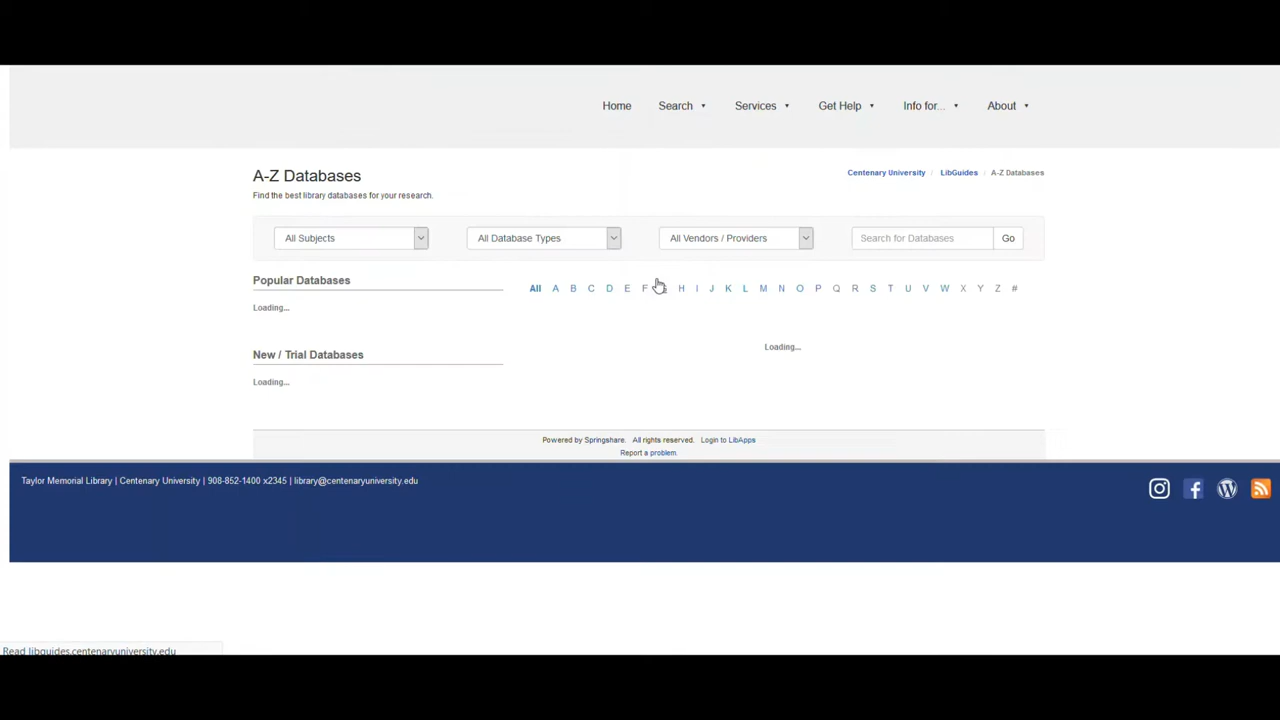 Home Search Services Get Help Info for... About
A-Z Databases
Centenary University / LibGuides / A-Z Databases
Find the best library databases for your research.
All Subjects All Database Types All Vendors / Providers Search for Databases Go
Popular Databases
All A B C D E F H I J K L M N O P Q R S T U V W X Y Z #
Loading...
Loading...
New / Trial Databases
Loading...
Powered by Springshare. All rights reserved. Login to LibApps
Report a problem.
Taylor Memorial Library | Centenary University | 908-852-1400 x2345 | library@centenaryuniversity.edu
Read libguides.centenaryuniversity.edu